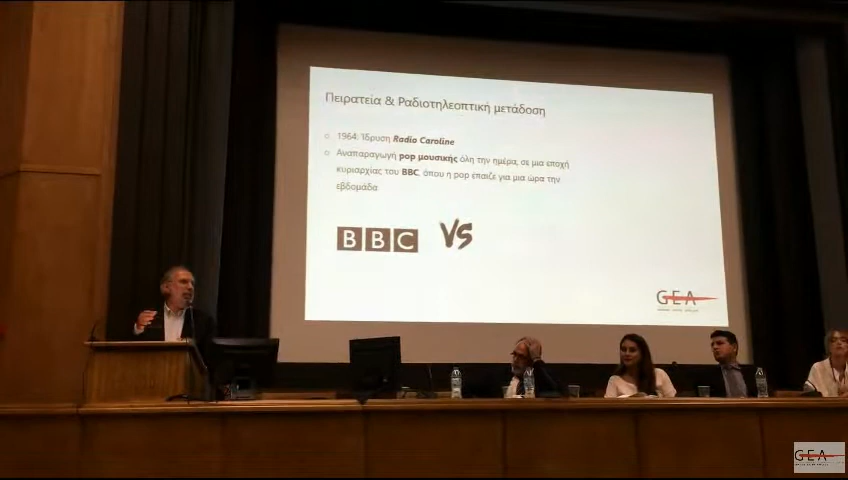 Πειρατεία & Ραδιοτηλεοπτική μετάδοση
1964: Ίδρυση Radio Caroline
Αναπαραγωγή pop μουσικής όλη την ημέρα, σε μια εποχή
κυριαρχίας του BBC, όπου η pop έπαιζε για μια ώρα την
εβδομάδα
BBC VS
GEA
GEA